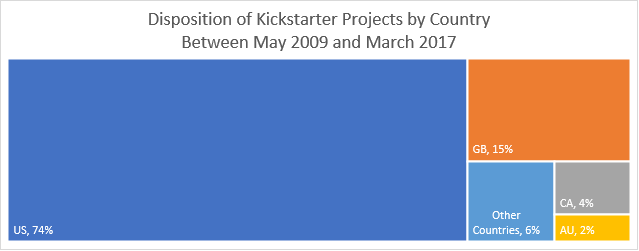 Disposition of Kickstarter Projects by Country
Between May 2009 and March 2017
US, 74%
GB, 15%
Other
Countries, 6%
CA, 4%
AU, 2%